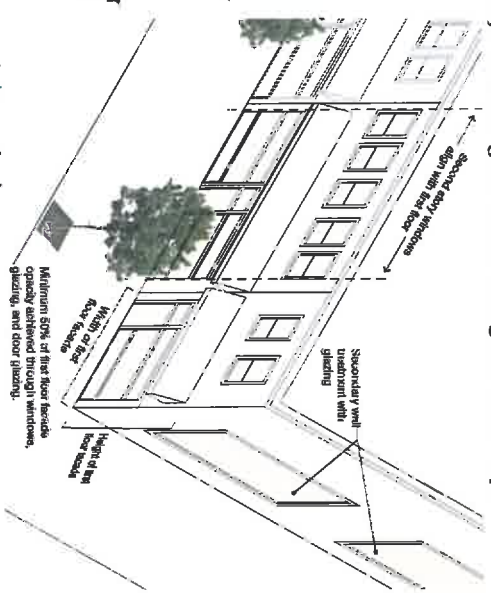 Second story windows
align with first floor
Secondary wall
treatment with
glazing
Width of first
floor facade
Height of first
floor facade
Minimum 50% of first floor facade
opacity achieved through windows,
glazing, and door glazing.